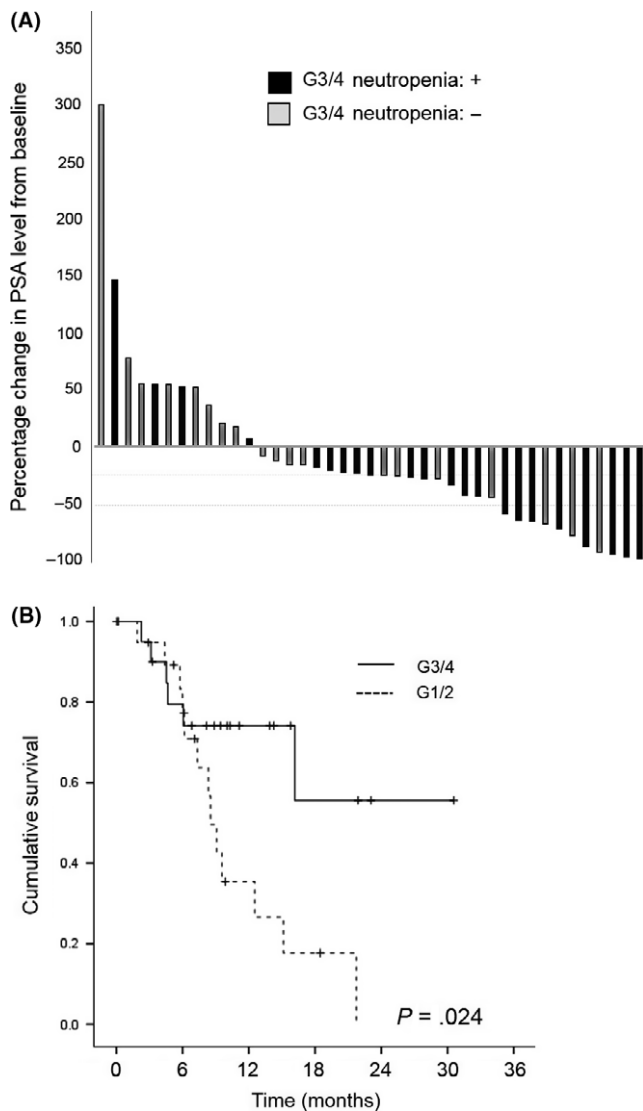 (A)
Percentage change in PSA level from baseline
350
300
250
200
150
100
50
0
−50
−100
G3/4 neutropenia: +
G3/4 neutropenia: −
(B)
Cumulative survival
1.0
0.8
0.6
0.4
0.2
0.0
G3/4
G1/2
P = .024
0 6 12 18 24 30 36
Time (months)